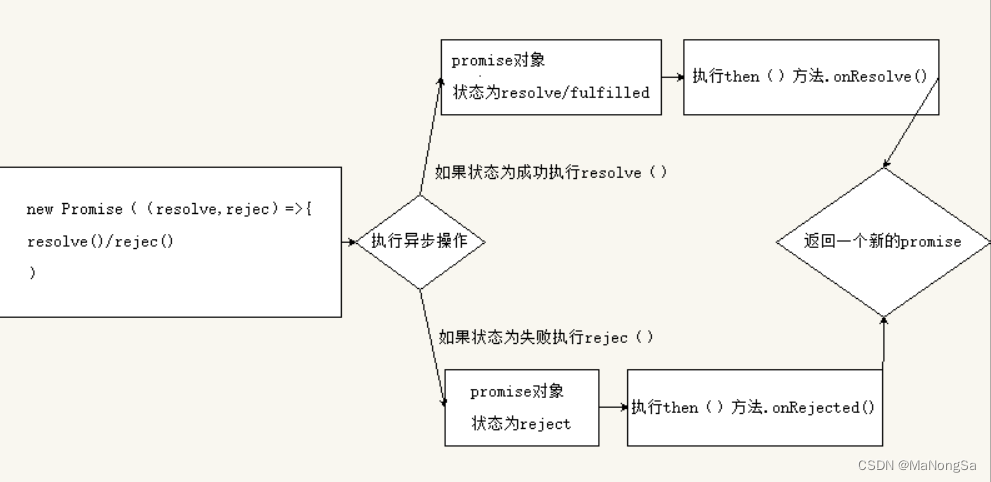 promise对象
状态为resolve/fulfilled
执行then（）方法.onResolve()
如果状态为成功执行resolve（）
new Promise（（resolve,rejec）=>{
resolve()/rejec()
）
执行异步操作
返回一个新的promise
如果状态为失败执行rejec（）
promise对象
状态为reject
执行then（）方法.onRejected()
CSDN @MaNongSa